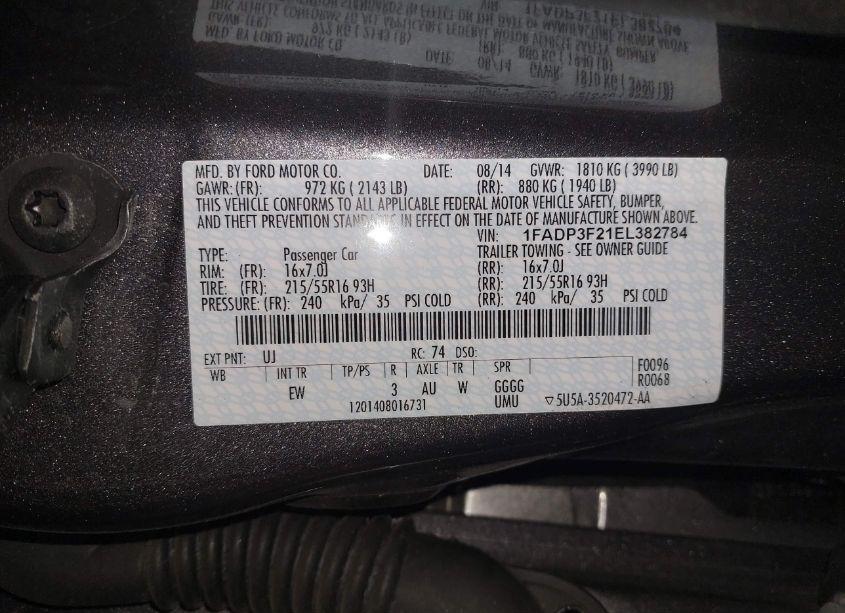 MFD. BY FORD MOTOR CO. DATE: 08/14 GVWR: 1810 KG ( 3990 LB)
GAWR:(FR): 972 KG ( 2143 LB) (RR): 880 KG ( 1940 LB)
THIS VEHICLE CONFORMS TO ALL APPLICABLE FEDERAL MOTOR VEHICLE SAFETY, BUMPER,
AND THEFT PREVENTION STANDARDS IN EFFECT ON THE DATE OF MANUFACTURE SHOWN ABOVE.
VIN: 1FADP3F21EL382784
TYPE: Passenger Car TRAILER TOWING - SEE OWNER GUIDE
RIM: (FR): 16x7.0J (RR): 16x7.0J
TIRE: (FR): 215/55R16 93H (RR): 215/55R16 93H
PRESSURE:(FR): 240 kPa/ 35 PSI COLD (RR): 240 kPa/ 35 PSI COLD
EXT PNT: UJ RC: 74 DSO:
WB INT TR TP/PS R AXLE TR SPR F0096
EW 3 AU W GGGG R0068
1201408016731 UMU ▽5U5A-3520472-AA